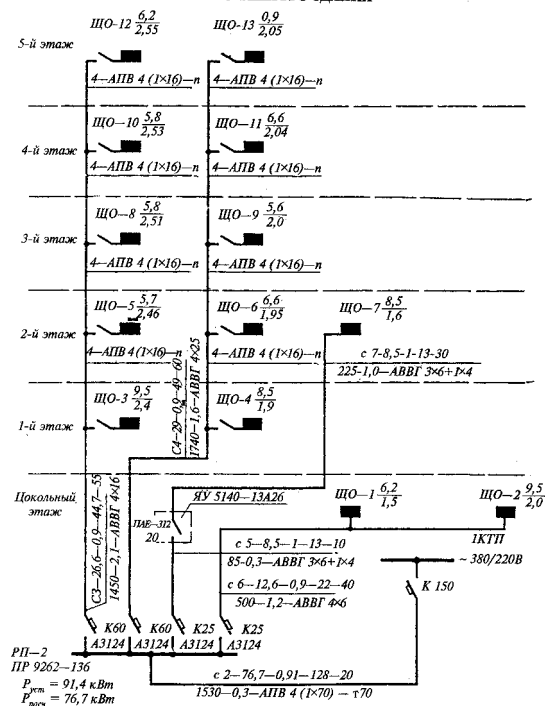 ЩО-12 6,2/2,55
ЩО-13 0,9/2,05
5-й этаж
4—АПВ 4 (1×16)—п
4—АПВ 4 (1×16)—п
ЩО-10 5,8/2,53
ЩО-11 6,6/2,04
4-й этаж
4—АПВ 4 (1×16)—п
4—АПВ 4 (1×16)—п
ЩО—8 5,8/2,51
ЩО—9 5,6/2,0
3-й этаж
4—АПВ 4 (1×16)—п
4—АПВ 4 (1×16)—п
ЩО—5 5,7/2,46
ЩО—6 6,6/1,95
ЩО—7 8,5/1,6
2-й этаж
4—АПВ 4 (1×16)—п
4—АПВ 4 (1×16)—п
с 7-8,5-1-13-30
225-1,0—АВВГ 3×6+1×4
С4—29—0,9—49—60
1740—1,6—АВВГ 4×25
ЩО-3 9,5/2,4
ЩО-4 8,5/1,9
1-й этаж
Цокольный
этаж
С3—26,6—0,9—44,7—55
1450—2,1—АВВГ 4×16
ЯУ 5140—13А2б
ПАЕ—312
20
ЩО—1 6,2/1,5
ЩО—2 9,5/2,0
1КТП
~ 380/220В
с 5—8,5—1—13—10
85-0,3—АВВГ 3×6+1×4
с 6—12,6—0,9—22—40
500—1,2—АВВГ 4×6
К 150
К60
К60
К25
К25
А3124
А3124
А3124
А3124
РП—2
ПР 9262—136
Pуст = 91,4 кВт
Pрасч = 76,7 кВт
с 2—76,7—0,91—128—20
1530—0,3—АПВ 4 (1×70) — т70